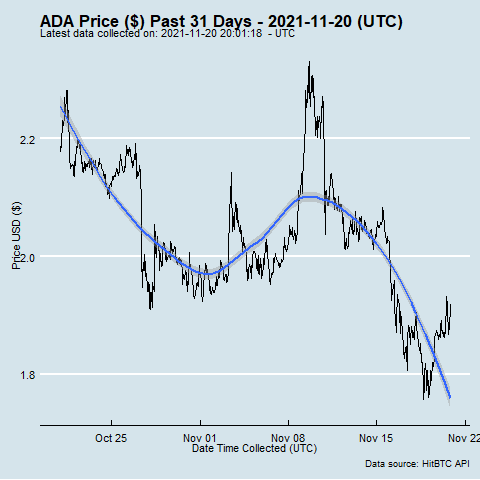 ADA Price ($) Past 31 Days - 2021-11-20 (UTC)
Latest data collected on: 2021-11-20 20:01:18 - UTC
Price USD ($)
2.2
2.0
1.8
Oct 25
Nov 01
Nov 08
Nov 15
Nov 22
Date Time Collected (UTC)
Data source: HitBTC API